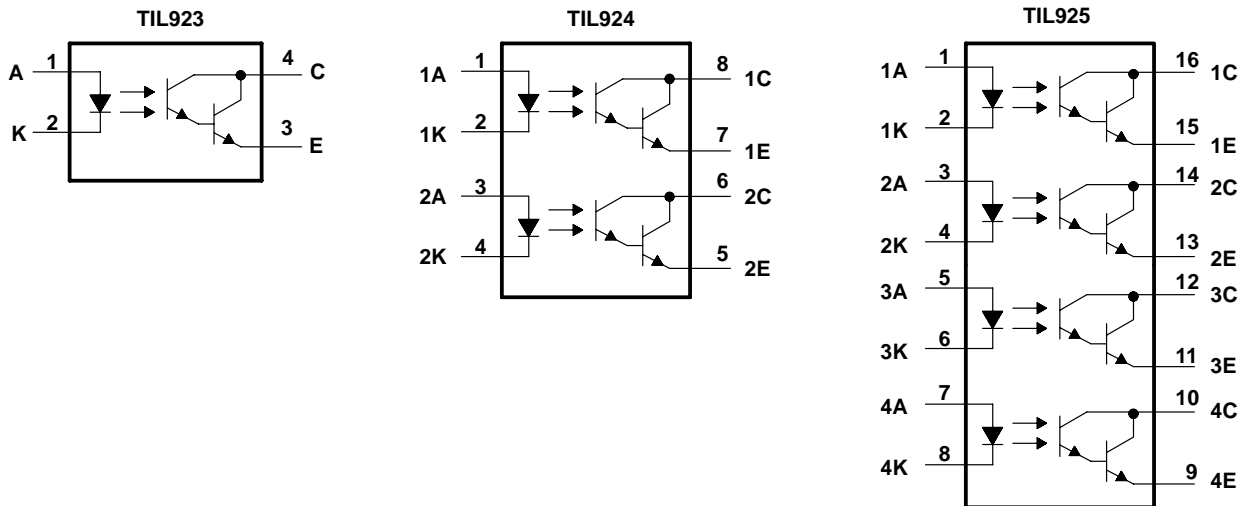 TIL923
A 1 4 C
K 2 3 E
TIL924
1A 1 8 1C
1K 2 7 1E
2A 3 6 2C
2K 4 5 2E
TIL925
1A 1 16 1C
1K 2 15 1E
2A 3 14 2C
2K 4 13 2E
3A 5 12 3C
3K 6 11 3E
4A 7 10 4C
4K 8 9 4E